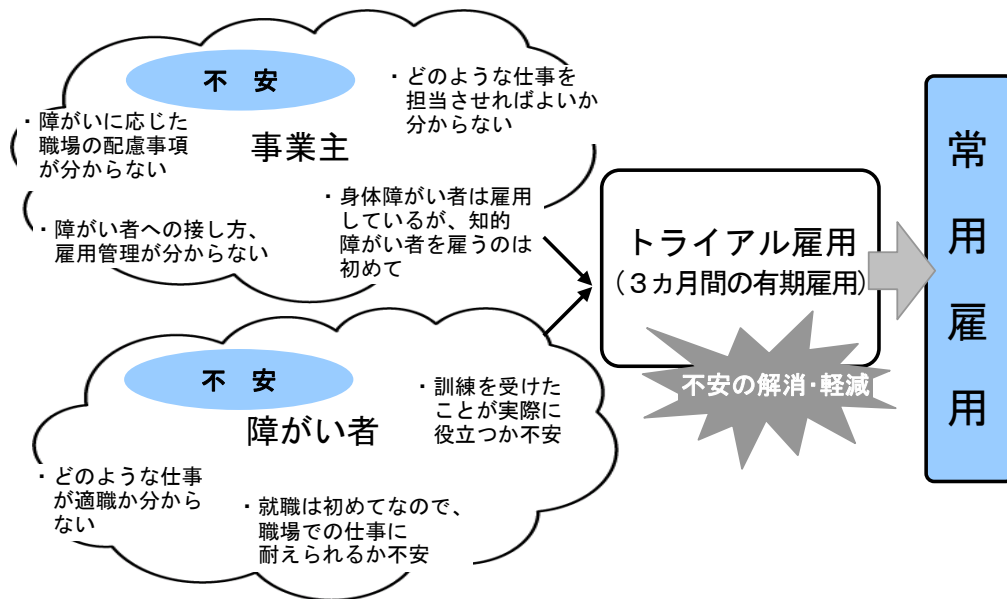 不　安
事業主
・どのような仕事を
担当させればよいか
分からない
・障がいに応じた
職場の配慮事項
が分からない
・身体障がい者は雇用
しているが、知的
障がい者を雇うのは
初めて
・障がい者への接し方、
雇用管理が分からない
不　安
障がい者
・訓練を受けた
ことが実際に
役立つか不安
・どのような仕事
が適職か分から
ない
・就職は初めてなので、
職場での仕事に
耐えられるか不安
トライアル雇用
（３ヵ月間の有期雇用）
不安の解消・軽減
常用雇用